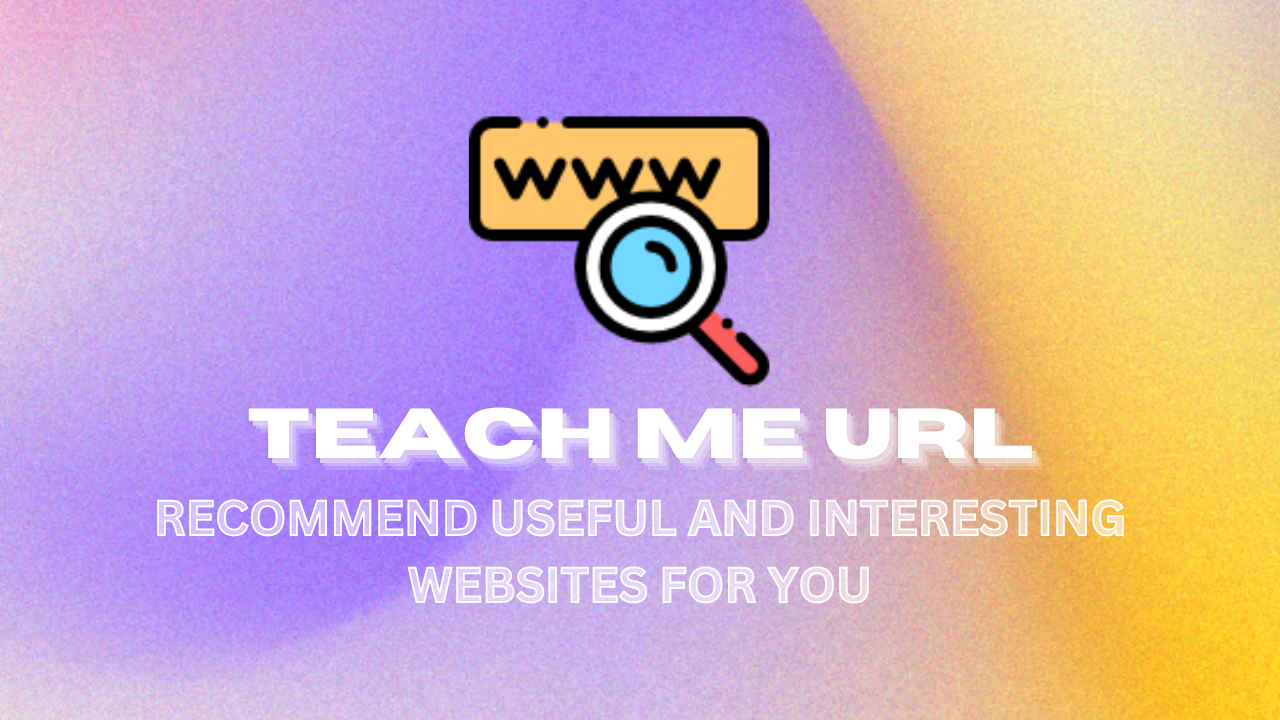 WWW
TEACH ME URL
RECOMMEND USEFUL AND INTERESTING
WEBSITES FOR YOU